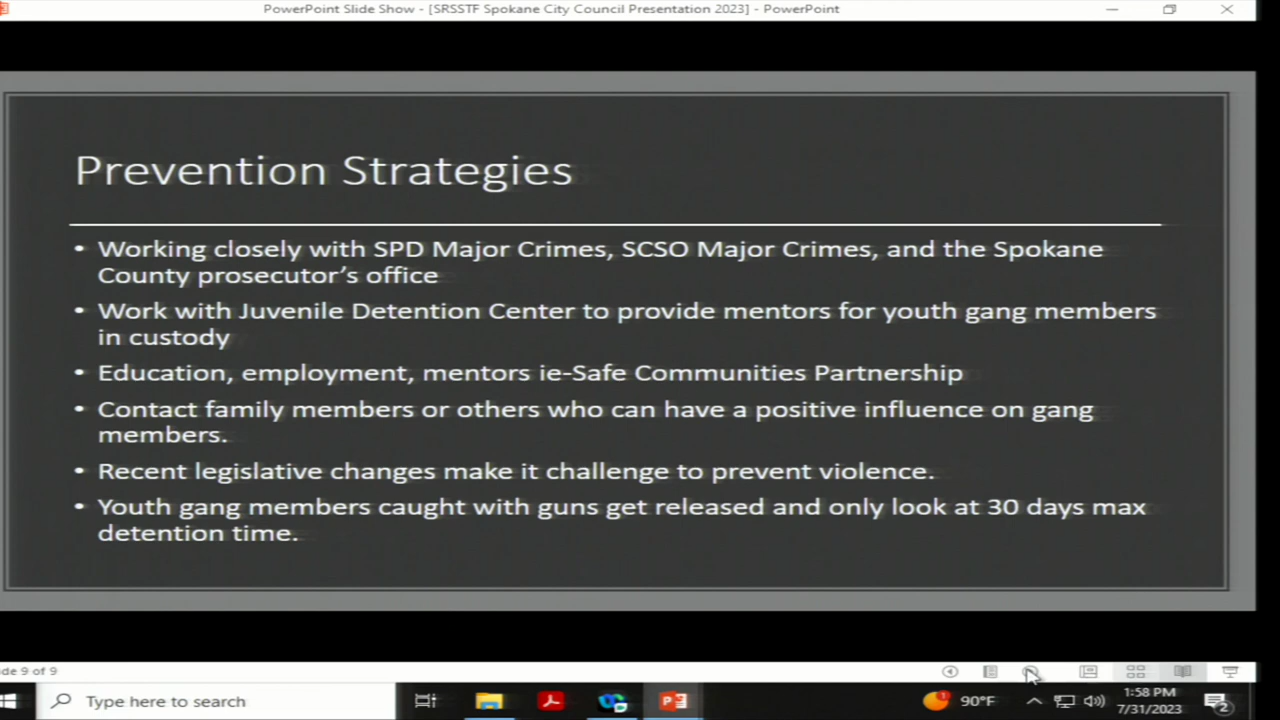 PowerPoint Slide Show - [SRSSTF Spokane City Council Presentation 2023] - PowerPoint
Prevention Strategies
• Working closely with SPD Major Crimes, SCSO Major Crimes, and the Spokane
County prosecutor's office
• Work with Juvenile Detention Center to provide mentors for youth gang members
in custody
• Education, employment, mentors ie-Safe Communities Partnership
• Contact family members or others who can have a positive influence on gang
members.
• Recent legislative changes make it challenge to prevent violence.
• Youth gang members caught with guns get released and only look at 30 days max
detention time.
de 9 of 9
Type here to search
1
90°F
1:58 PM
7/31/2023
2